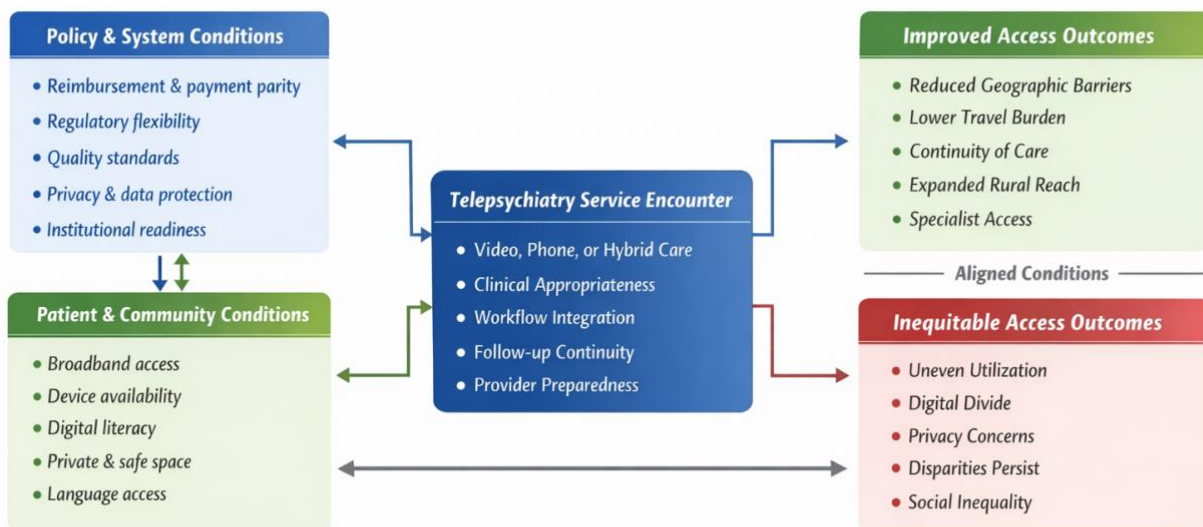 Policy & System Conditions
• Reimbursement & payment parity
• Regulatory flexibility
• Quality standards
• Privacy & data protection
• Institutional readiness
Patient & Community Conditions
• Broadband access
• Device availability
• Digital literacy
• Private & safe space
• Language access
Telepsychiatry Service Encounter
• Video, Phone, or Hybrid Care
• Clinical Appropriateness
• Workflow Integration
• Follow-up Continuity
• Provider Preparedness
Improved Access Outcomes
• Reduced Geographic Barriers
• Lower Travel Burden
• Continuity of Care
• Expanded Rural Reach
• Specialist Access
Aligned Conditions
Inequitable Access Outcomes
• Uneven Utilization
• Digital Divide
• Privacy Concerns
• Disparities Persist
• Social Inequality